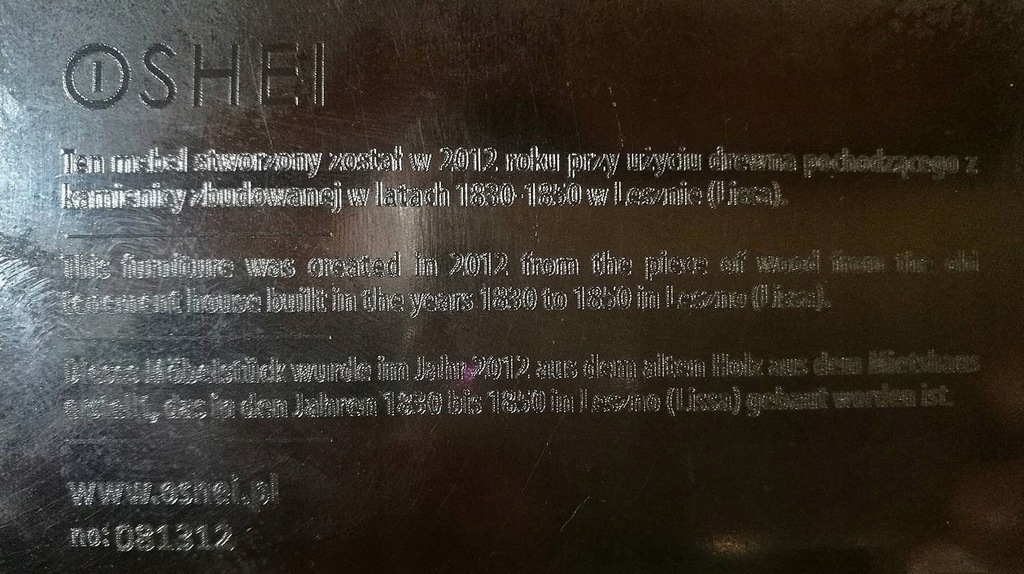 OSHEI
Ten mebel stworzony został w 2012 roku przy użyciu drewna pochodzącego z
kamienicy zbudowanej w latach 1830-1850 w Lesznie (Lissa).
This furniture was created in 2012 from the piece of wood from the old
tenement house built in the years 1830 to 1850 in Leszno (Lissa).
Dieses Möbelstück wurde im Jahr 2012 aus dem alten Holz aus dem Mietshaus
erstellt, das in den Jahren 1830 bis 1850 in Leszno (Lissa) gebaut worden ist.
www.oshei.pl
no: 081312